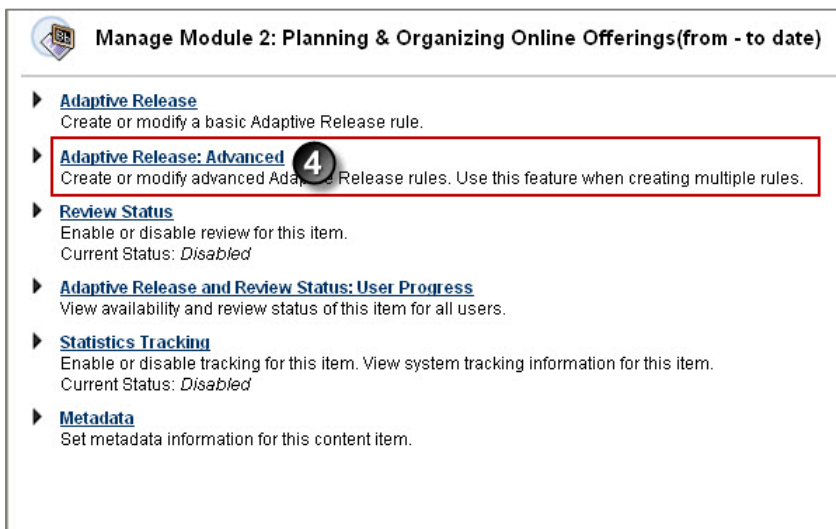 Manage Module 2: Planning & Organizing Online Offerings(from - to date)
Adaptive Release
Create or modify a basic Adaptive Release rule.
Adaptive Release: Advanced 4
Create or modify advanced Adaptive Release rules. Use this feature when creating multiple rules.
Review Status
Enable or disable review for this item.
Current Status: Disabled
Adaptive Release and Review Status: User Progress
View availability and review status of this item for all users.
Statistics Tracking
Enable or disable tracking for this item. View system tracking information for this item.
Current Status: Disabled
Metadata
Set metadata information for this content item.